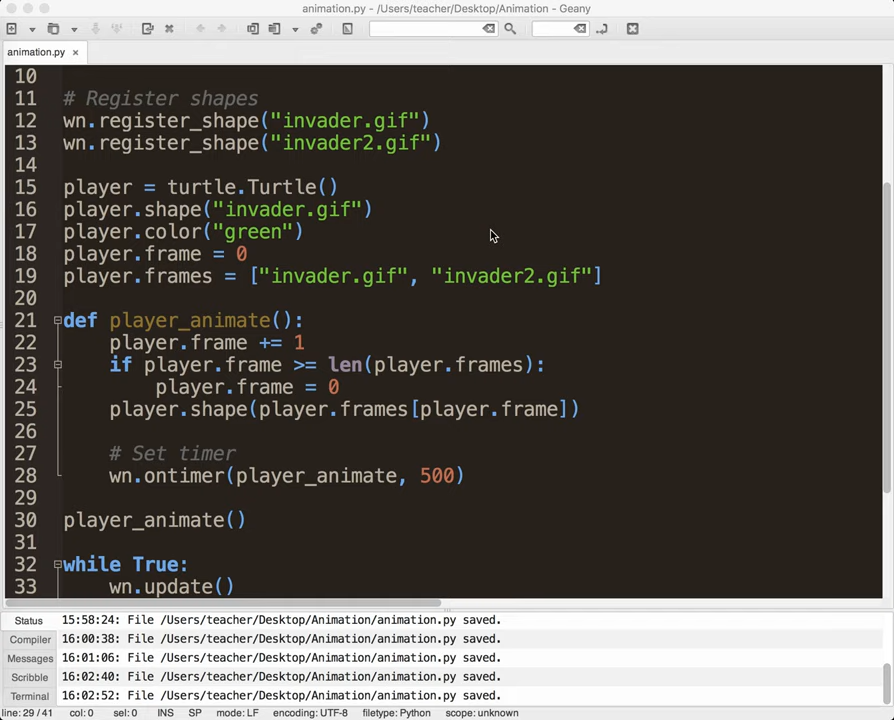 animation.py - /Users/teacher/Desktop/Animation - Geany
animation.py ×
10
11 # Register shapes
12 wn.register_shape("invader.gif")
13 wn.register_shape("invader2.gif")
14
15 player = turtle.Turtle()
16 player.shape("invader.gif")
17 player.color("green")
18 player.frame = 0
19 player.frames = ["invader.gif", "invader2.gif"]
20
21 def player_animate():
22     player.frame += 1
23     if player.frame >= len(player.frames):
24         player.frame = 0
25     player.shape(player.frames[player.frame])
26
27     # Set timer
28     wn.ontimer(player_animate, 500)
29
30 player_animate()
31
32 while True:
33     wn.update()
Status 15:58:24: File /Users/teacher/Desktop/Animation/animation.py saved.
Compiler 16:00:38: File /Users/teacher/Desktop/Animation/animation.py saved.
Messages 16:01:06: File /Users/teacher/Desktop/Animation/animation.py saved.
Scribble 16:02:40: File /Users/teacher/Desktop/Animation/animation.py saved.
Terminal 16:02:52: File /Users/teacher/Desktop/Animation/animation.py saved.
line: 29 / 41 col: 0 sel: 0 INS SP mode: LF encoding: UTF-8 filetype: Python scope: unknown